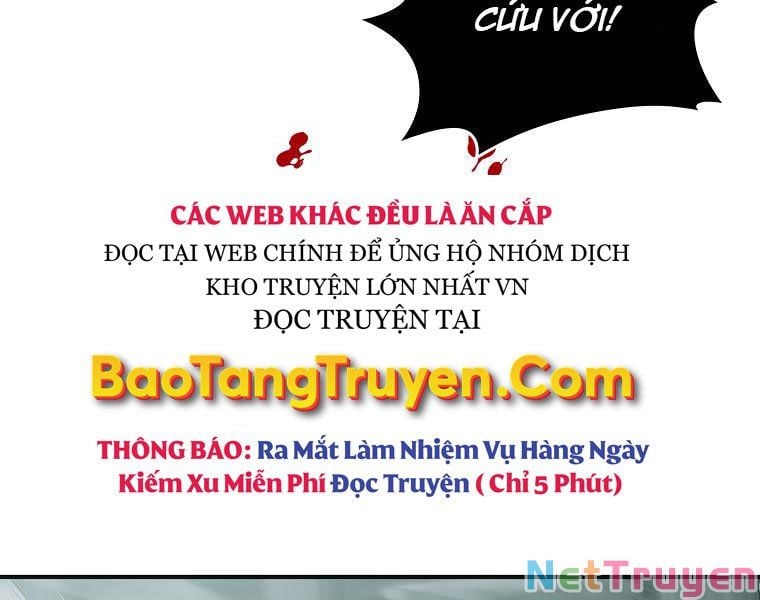 CỨU VỚI!
CÁC WEB KHÁC ĐỀU LÀ ĂN CẮP
ĐỌC TẠI WEB CHÍNH ĐỂ ỦNG HỘ NHÓM DỊCH
KHO TRUYỆN LỚN NHẤT VN
ĐỌC TRUYỆN TẠI
BaoTangTruyen.Com
THÔNG BÁO: Ra Mắt Làm Nhiệm Vụ Hàng Ngày
Kiếm Xu Miễn Phí Đọc Truyện ( Chỉ 5 Phút)
NetTruyen